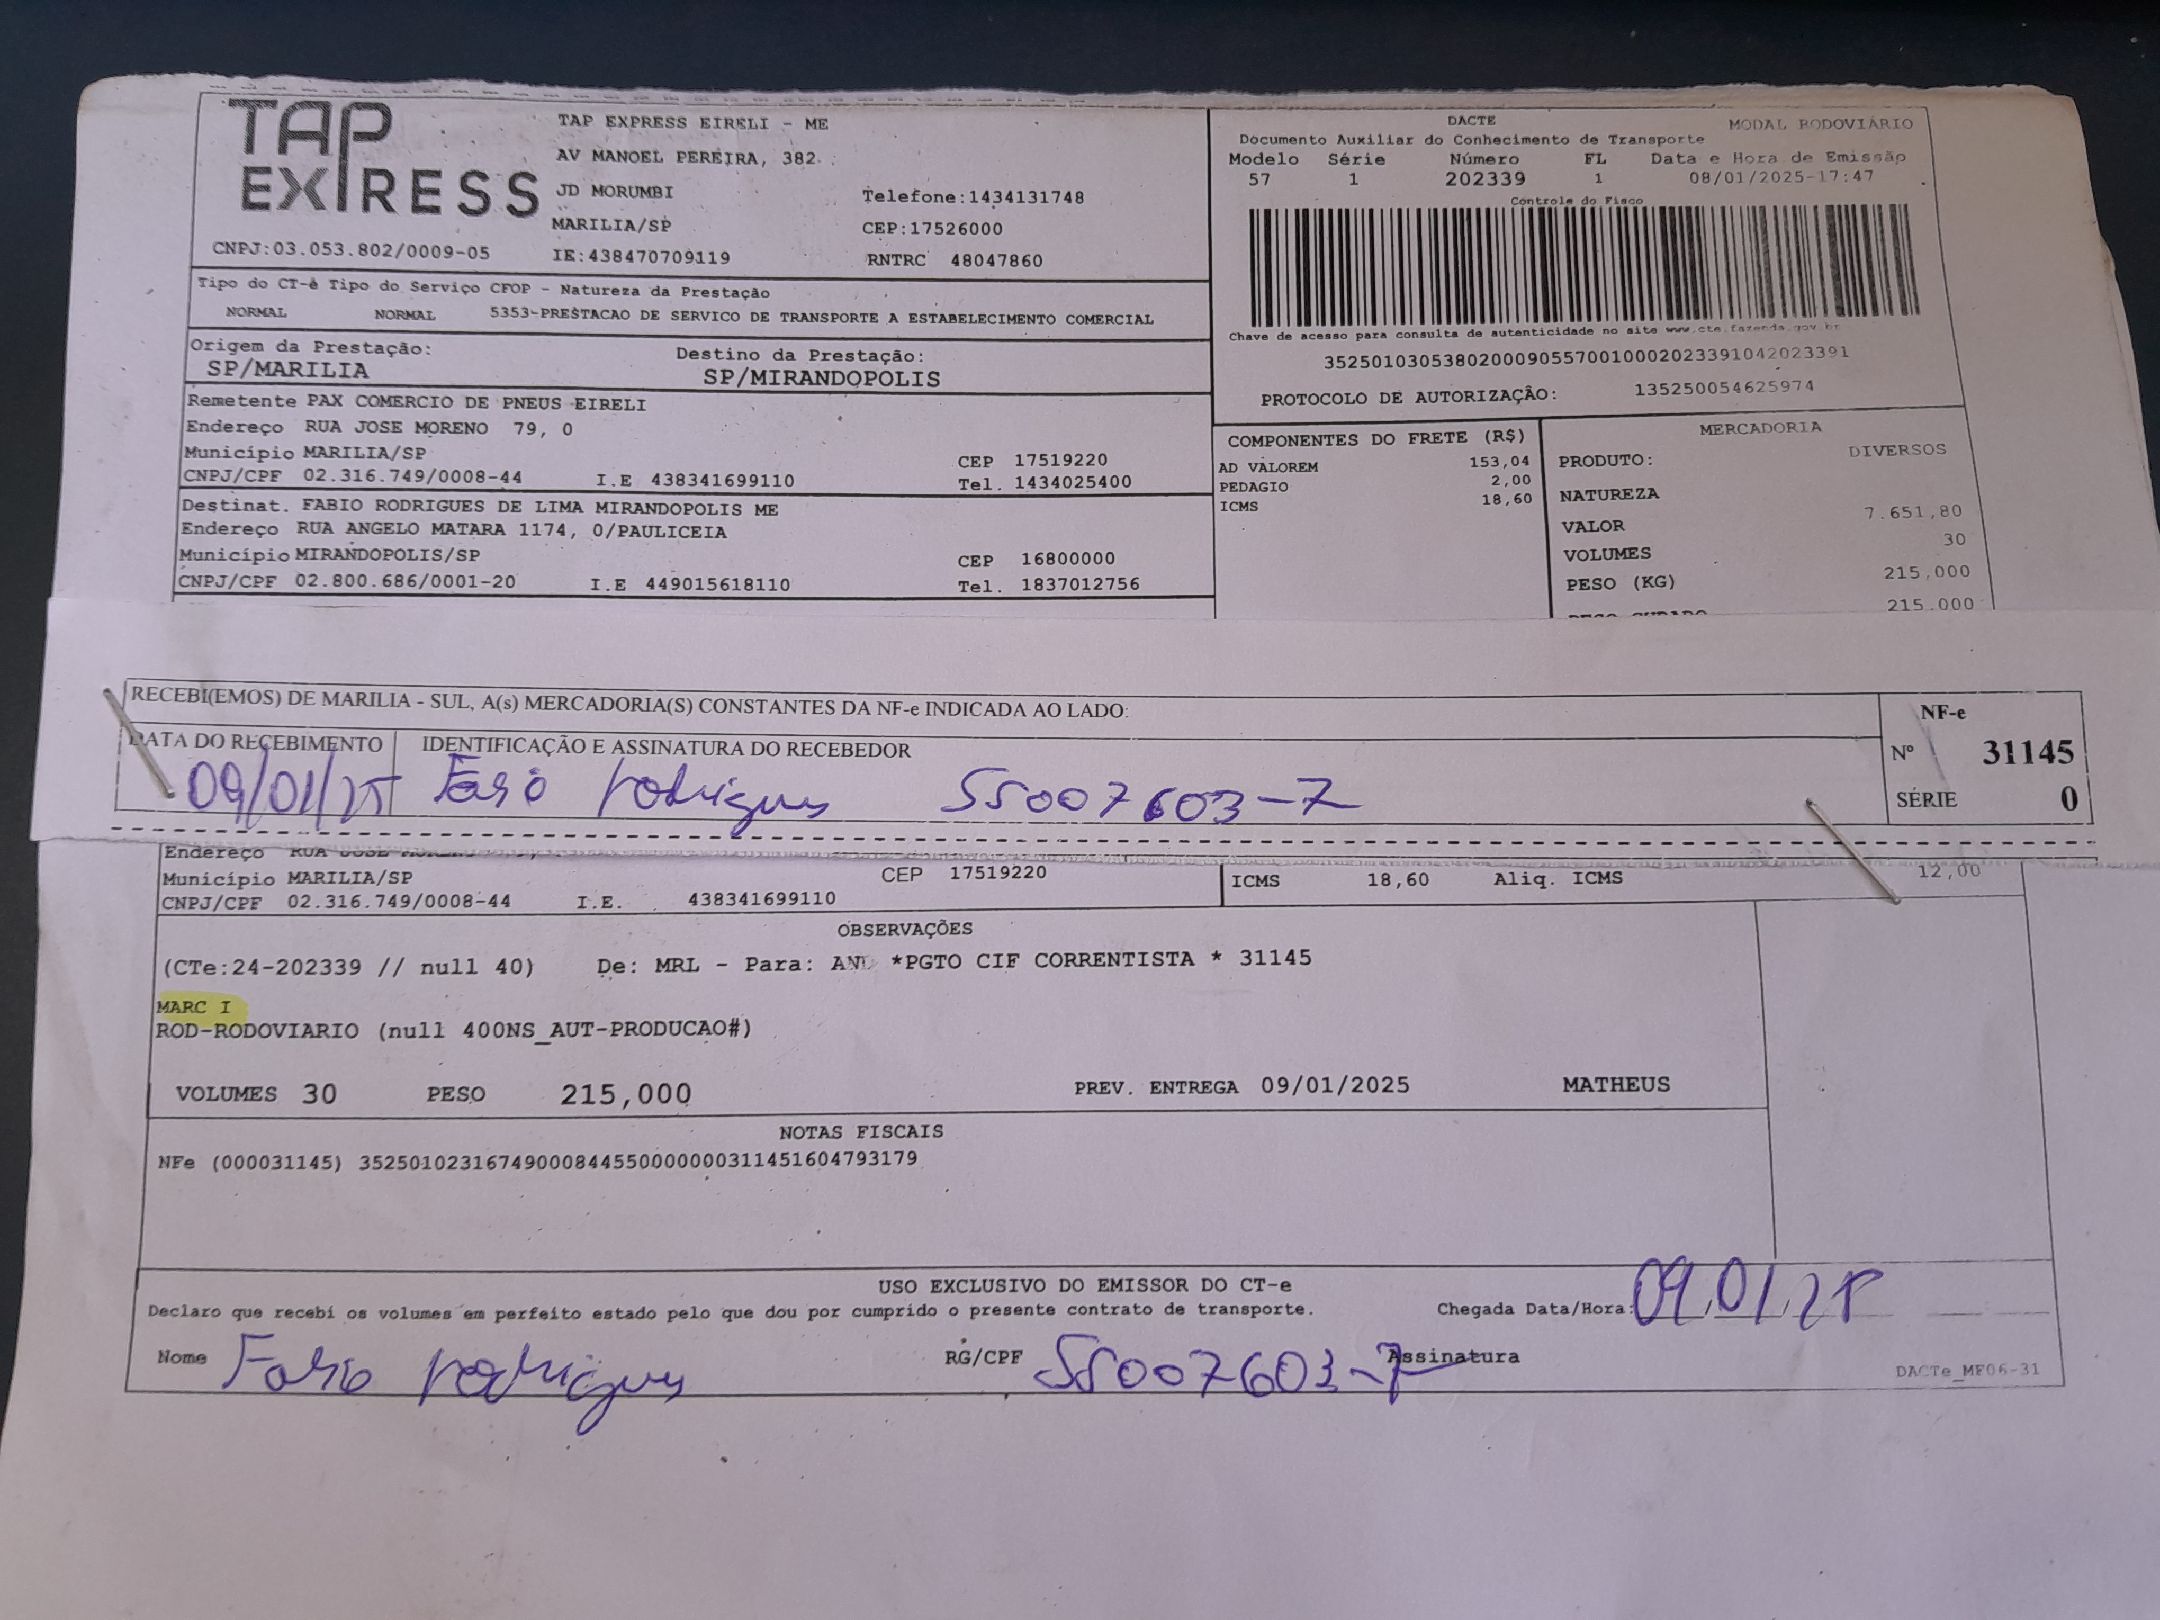 TAP EXPRESS
TAP EXPRESS EIRELI - ME
AV MANOEL PEREIRA, 382
JD MORUMBI
Telefone:1434131748
MARILIA/SP
CEP:17526000
CNPJ:03.053.802/0009-05 IE:438470709119 RNTRC 48047860
DACTE MODAL RODOVIÁRIO
Documento Auxiliar do Conhecimento de Transporte
Modelo Série Número FL Data e Hora de Emissão
57 1 202339 1 08/01/2025-17:47
Controle do Fisco
Chave de acesso para consulta de autenticidade no site www.cte.fazenda.gov.br
35250103053802000905570010002023391042023391
PROTOCOLO DE AUTORIZAÇÃO: 135250054625974
Tipo do CT-e Tipo do Serviço CFOP - Natureza da Prestação
NORMAL NORMAL 5353-PRESTACAO DE SERVICO DE TRANSPORTE A ESTABELECIMENTO COMERCIAL
Origem da Prestação: Destino da Prestação:
SP/MARILIA SP/MIRANDOPOLIS
Remetente PAX COMERCIO DE PNEUS EIRELI
Endereço RUA JOSE MORENO 79, 0
Município MARILIA/SP CEP 17519220
CNPJ/CPF 02.316.749/0008-44 I.E 438341699110 Tel. 1434025400
Destinat. FABIO RODRIGUES DE LIMA MIRANDOPOLIS ME
Endereço RUA ANGELO MATARA 1174, 0/PAULICEIA
Município MIRANDOPOLIS/SP CEP 16800000
CNPJ/CPF 02.800.686/0001-20 I.E 449015618110 Tel. 1837012756
COMPONENTES DO FRETE (R$)
AD VALOREM 153,04
PEDAGIO 2,00
ICMS 18,60
MERCADORIA
PRODUTO: DIVERSOS
NATUREZA
VALOR 7.651,80
VOLUMES 30
PESO (KG) 215,000
PESO CUBADO 215.000
RECEBI(EMOS) DE MARILIA - SUL, A(s) MERCADORIA(S) CONSTANTES DA NF-e INDICADA AO LADO:
DATA DO RECEBIMENTO IDENTIFICAÇÃO E ASSINATURA DO RECEBEDOR
09/01/25 Fabio rodrigues 55007603-7
NF-e
Nº 31145
SÉRIE 0
Endereço RUA JOSE MORENO
Município MARILIA/SP CEP 17519220
CNPJ/CPF 02.316.749/0008-44 I.E. 438341699110
ICMS 18,60 Aliq. ICMS 12,00
OBSERVAÇÕES
(CTe:24-202339 // null 40) De: MRL - Para: AND *PGTO CIF CORRENTISTA * 31145
MARC I
ROD-RODOVIARIO (null 400NS_AUT-PRODUCAO#)
VOLUMES 30 PESO 215,000 PREV. ENTREGA 09/01/2025 MATHEUS
NOTAS FISCAIS
NFe (000031145) 35250102316749000844550000000311451604793179
USO EXCLUSIVO DO EMISSOR DO CT-e
Declaro que recebi os volumes em perfeito estado pelo que dou por cumprido o presente contrato de transporte. Chegada Data/Hora: 09/01/25
Nome Fabio rodrigues RG/CPF 55007603-7 Assinatura
DACTe_MF06-31